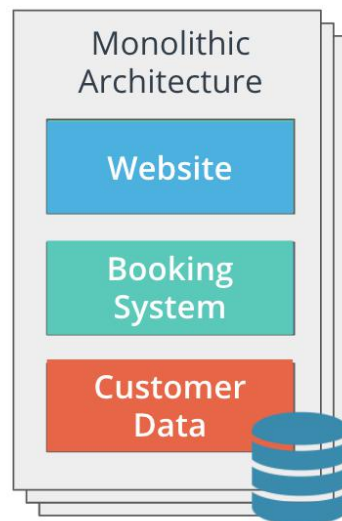 Monolithic
Architecture
Website
Booking
System
Customer
Data